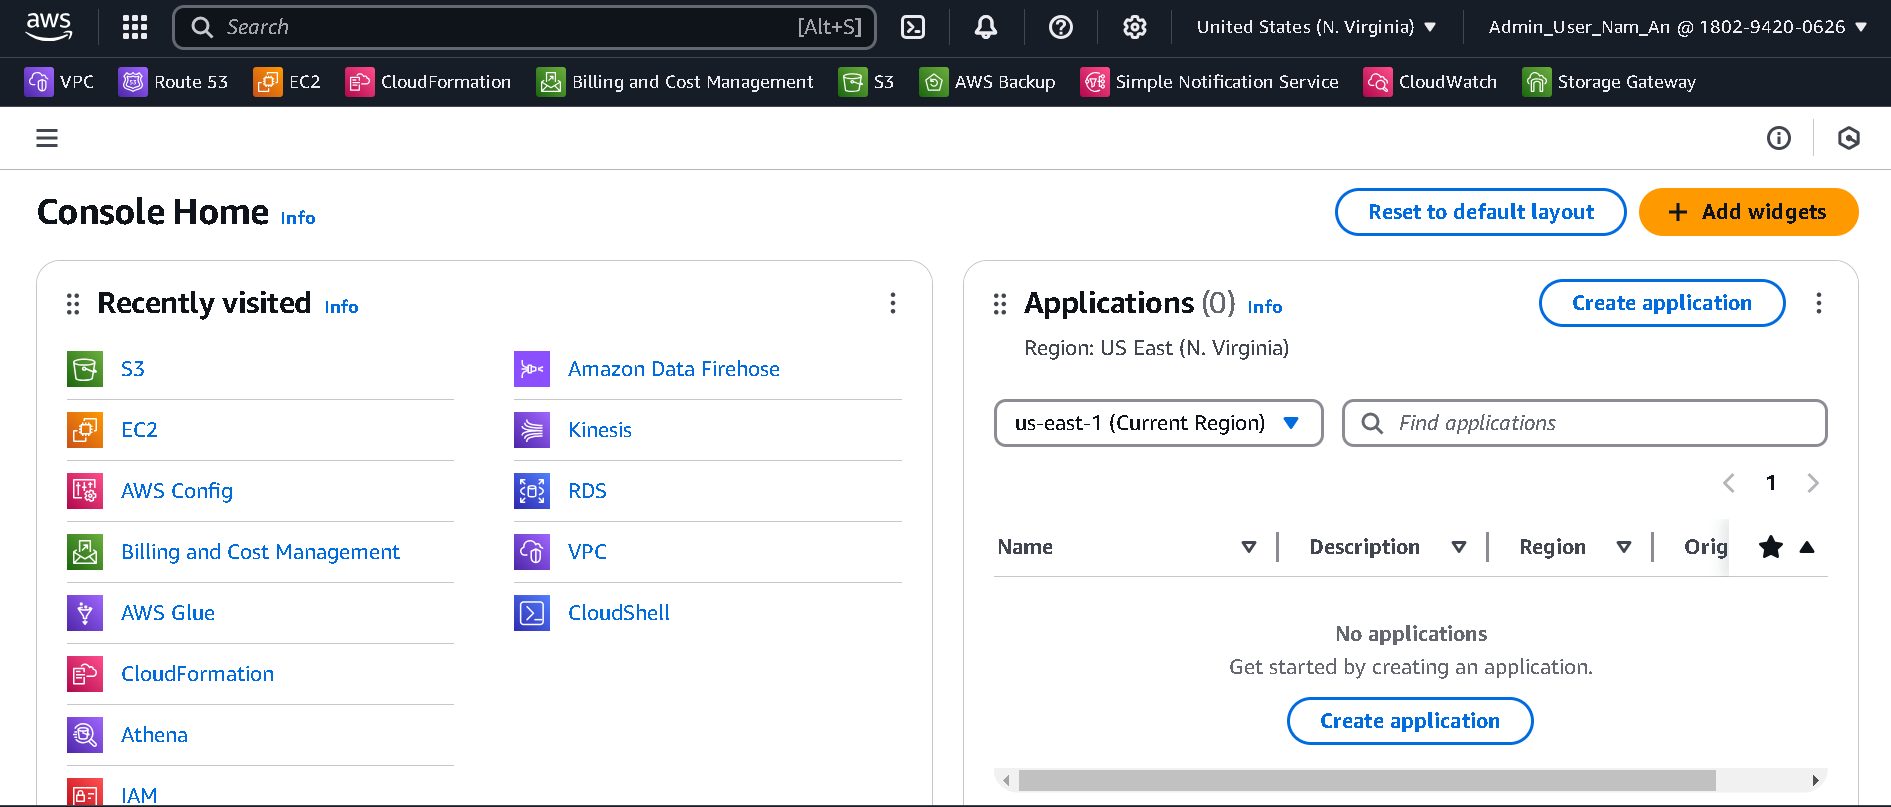 aws
Search [Alt+S] United States (N. Virginia) Admin_User_Nam_An @ 1802-9420-0626
VPC Route 53 EC2 CloudFormation Billing and Cost Management S3 AWS Backup Simple Notification Service CloudWatch Storage Gateway
Console Home Info Reset to default layout + Add widgets
Recently visited Info
S3
EC2
AWS Config
Billing and Cost Management
AWS Glue
CloudFormation
Athena
IAM
Amazon Data Firehose
Kinesis
RDS
VPC
CloudShell
Applications (0) Info Create application
Region: US East (N. Virginia)
us-east-1 (Current Region) Find applications
1
Name Description Region Orig
No applications
Get started by creating an application.
Create application